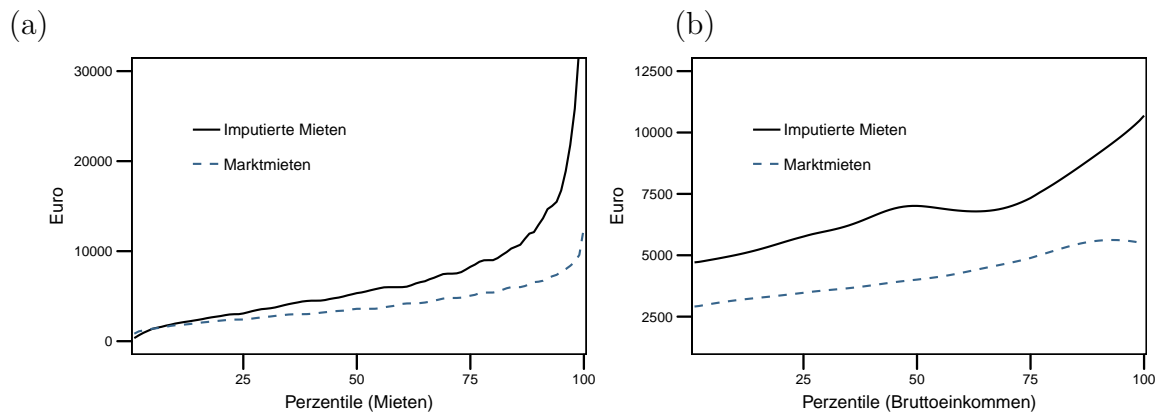 (a)
30000
20000
10000
0
Euro
Imputierte Mieten
Marktmieten
25
50
75
100
Perzentile (Mieten)
(b)
12500
10000
7500
5000
2500
Euro
Imputierte Mieten
Marktmieten
25
50
75
100
Perzentile (Bruttoeinkommen)